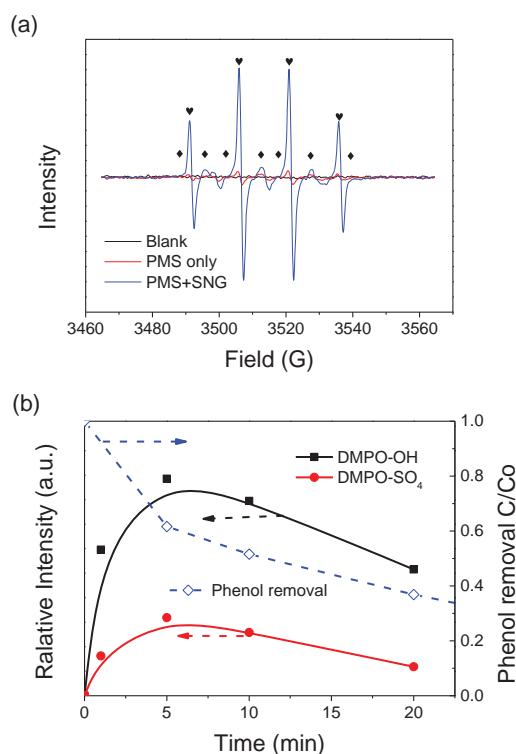 (a)
Intensity
Blank
PMS only
PMS+SNG
3460 3480 3500 3520 3540 3560
Field (G)
(b)
Ralative Intensity (a.u.)
DMPO-OH
DMPO-SO4
Phenol removal
1.0
0.8
0.6
0.4
0.2
0.0
Phenol removal C/Co
0 5 10 15 20
Time (min)